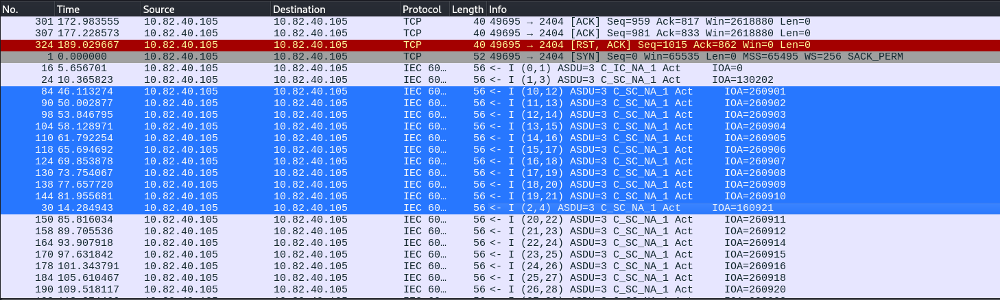 No. Time Source Destination Protocol Length Info
301 172.983555 10.82.40.105 10.82.40.105 TCP 40 49695 → 2404 [ACK] Seq=959 Ack=817 Win=2618880 Len=0
307 177.228573 10.82.40.105 10.82.40.105 TCP 40 49695 → 2404 [ACK] Seq=981 Ack=833 Win=2618880 Len=0
324 189.029667 10.82.40.105 10.82.40.105 TCP 40 49695 → 2404 [RST, ACK] Seq=1015 Ack=862 Win=0 Len=0
1 0.000000 10.82.40.105 10.82.40.105 TCP 52 49695 → 2404 [SYN] Seq=0 Win=65535 Len=0 MSS=65495 WS=256 SACK_PERM
16 5.656701 10.82.40.105 10.82.40.105 IEC 60… 56 <- I (0,1) ASDU=3 C_IC_NA_1 Act IOA=0
24 10.365823 10.82.40.105 10.82.40.105 IEC 60… 56 <- I (1,3) ASDU=3 C_SC_NA_1 Act IOA=130202
84 46.113274 10.82.40.105 10.82.40.105 IEC 60… 56 <- I (10,12) ASDU=3 C_SC_NA_1 Act IOA=260901
90 50.002877 10.82.40.105 10.82.40.105 IEC 60… 56 <- I (11,13) ASDU=3 C_SC_NA_1 Act IOA=260902
98 53.846795 10.82.40.105 10.82.40.105 IEC 60… 56 <- I (12,14) ASDU=3 C_SC_NA_1 Act IOA=260903
104 58.128971 10.82.40.105 10.82.40.105 IEC 60… 56 <- I (13,15) ASDU=3 C_SC_NA_1 Act IOA=260904
110 61.792254 10.82.40.105 10.82.40.105 IEC 60… 56 <- I (14,16) ASDU=3 C_SC_NA_1 Act IOA=260905
118 65.694692 10.82.40.105 10.82.40.105 IEC 60… 56 <- I (15,17) ASDU=3 C_SC_NA_1 Act IOA=260906
124 69.853878 10.82.40.105 10.82.40.105 IEC 60… 56 <- I (16,18) ASDU=3 C_SC_NA_1 Act IOA=260907
130 73.754067 10.82.40.105 10.82.40.105 IEC 60… 56 <- I (17,19) ASDU=3 C_SC_NA_1 Act IOA=260908
138 77.657720 10.82.40.105 10.82.40.105 IEC 60… 56 <- I (18,20) ASDU=3 C_SC_NA_1 Act IOA=260909
144 81.955681 10.82.40.105 10.82.40.105 IEC 60… 56 <- I (19,21) ASDU=3 C_SC_NA_1 Act IOA=260910
30 14.284943 10.82.40.105 10.82.40.105 IEC 60… 56 <- I (2,4) ASDU=3 C_SC_NA_1 Act IOA=160921
150 85.816034 10.82.40.105 10.82.40.105 IEC 60… 56 <- I (20,22) ASDU=3 C_SC_NA_1 Act IOA=260911
158 89.705536 10.82.40.105 10.82.40.105 IEC 60… 56 <- I (21,23) ASDU=3 C_SC_NA_1 Act IOA=260912
164 93.907918 10.82.40.105 10.82.40.105 IEC 60… 56 <- I (22,24) ASDU=3 C_SC_NA_1 Act IOA=260914
170 97.631842 10.82.40.105 10.82.40.105 IEC 60… 56 <- I (23,25) ASDU=3 C_SC_NA_1 Act IOA=260915
178 101.343791 10.82.40.105 10.82.40.105 IEC 60… 56 <- I (24,26) ASDU=3 C_SC_NA_1 Act IOA=260916
184 105.610467 10.82.40.105 10.82.40.105 IEC 60… 56 <- I (25,27) ASDU=3 C_SC_NA_1 Act IOA=260918
190 109.518117 10.82.40.105 10.82.40.105 IEC 60… 56 <- I (26,28) ASDU=3 C_SC_NA_1 Act IOA=260920